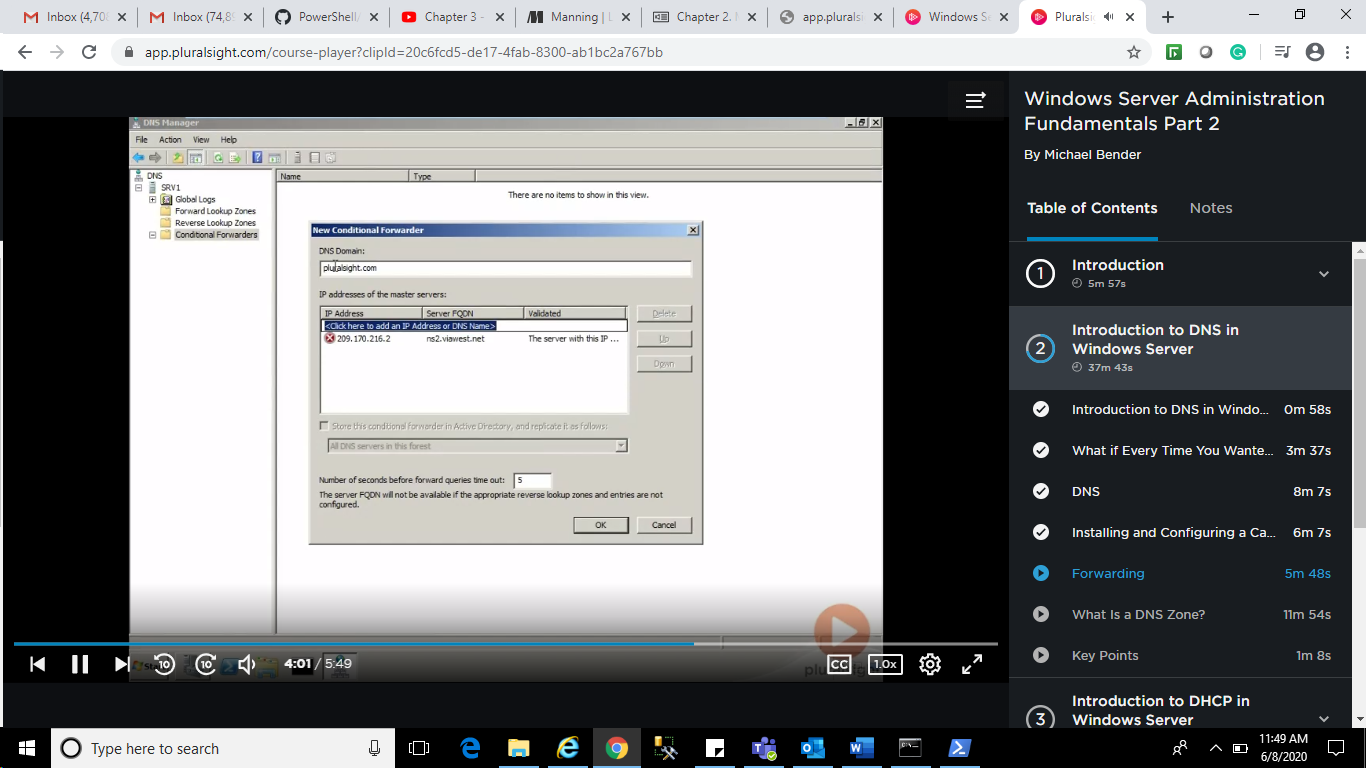 Inbox (4,708
Inbox (74,89
PowerShell/
Chapter 3 -
Manning | L
Chapter 2.
app.plurals
Windows Se
Pluralsi
app.pluralsight.com/course-player?clipId=20c6fcd5-de17-4fab-8300-ab1bc2a767bb
DNS Manager
File Action View Help
DNS
SRV1
Global Logs
Forward Lookup Zones
Reverse Lookup Zones
Conditional Forwarders
Name Type
There are no items to show in this view.
New Conditional Forwarder
DNS Domain:
pluralsight.com
IP addresses of the master servers:
IP Address Server FQDN Validated
<Click here to add an IP Address or DNS Name>
209.170.216.2 ns2.viawest.net The server with this IP ...
Delete
Up
Down
Store this conditional forwarder in Active Directory, and replicate it as follows:
All DNS servers in this forest
Number of seconds before forward queries time out: 5
The server FQDN will not be available if the appropriate reverse lookup zones and entries are not
configured.
OK Cancel
10 10 4:01 / 5:49 CC 1.0x
Windows Server Administration
Fundamentals Part 2
By Michael Bender
Table of Contents Notes
1 Introduction
5m 57s
2 Introduction to DNS in
Windows Server
37m 43s
Introduction to DNS in Windo... 0m 58s
What if Every Time You Wante... 3m 37s
DNS 8m 7s
Installing and Configuring a Ca... 6m 7s
Forwarding 5m 48s
What Is a DNS Zone? 11m 54s
Key Points 1m 8s
3 Introduction to DHCP in
Windows Server
Type here to search
11:49 AM
6/8/2020